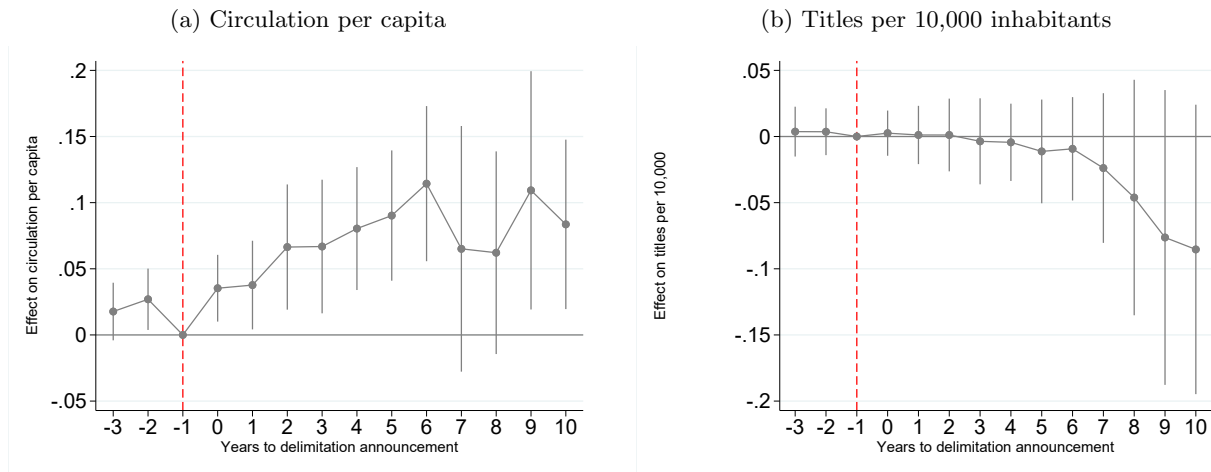 (a) Circulation per capita
Effect on circulation per capita
.2
.15
.1
.05
0
-.05
-3 -2 -1 0 1 2 3 4 5 6 7 8 9 10
Years to delimitation announcement
(b) Titles per 10,000 inhabitants
Effect on titles per 10,000
.05
0
-.05
-.1
-.15
-.2
-3 -2 -1 0 1 2 3 4 5 6 7 8 9 10
Years to delimitation announcement